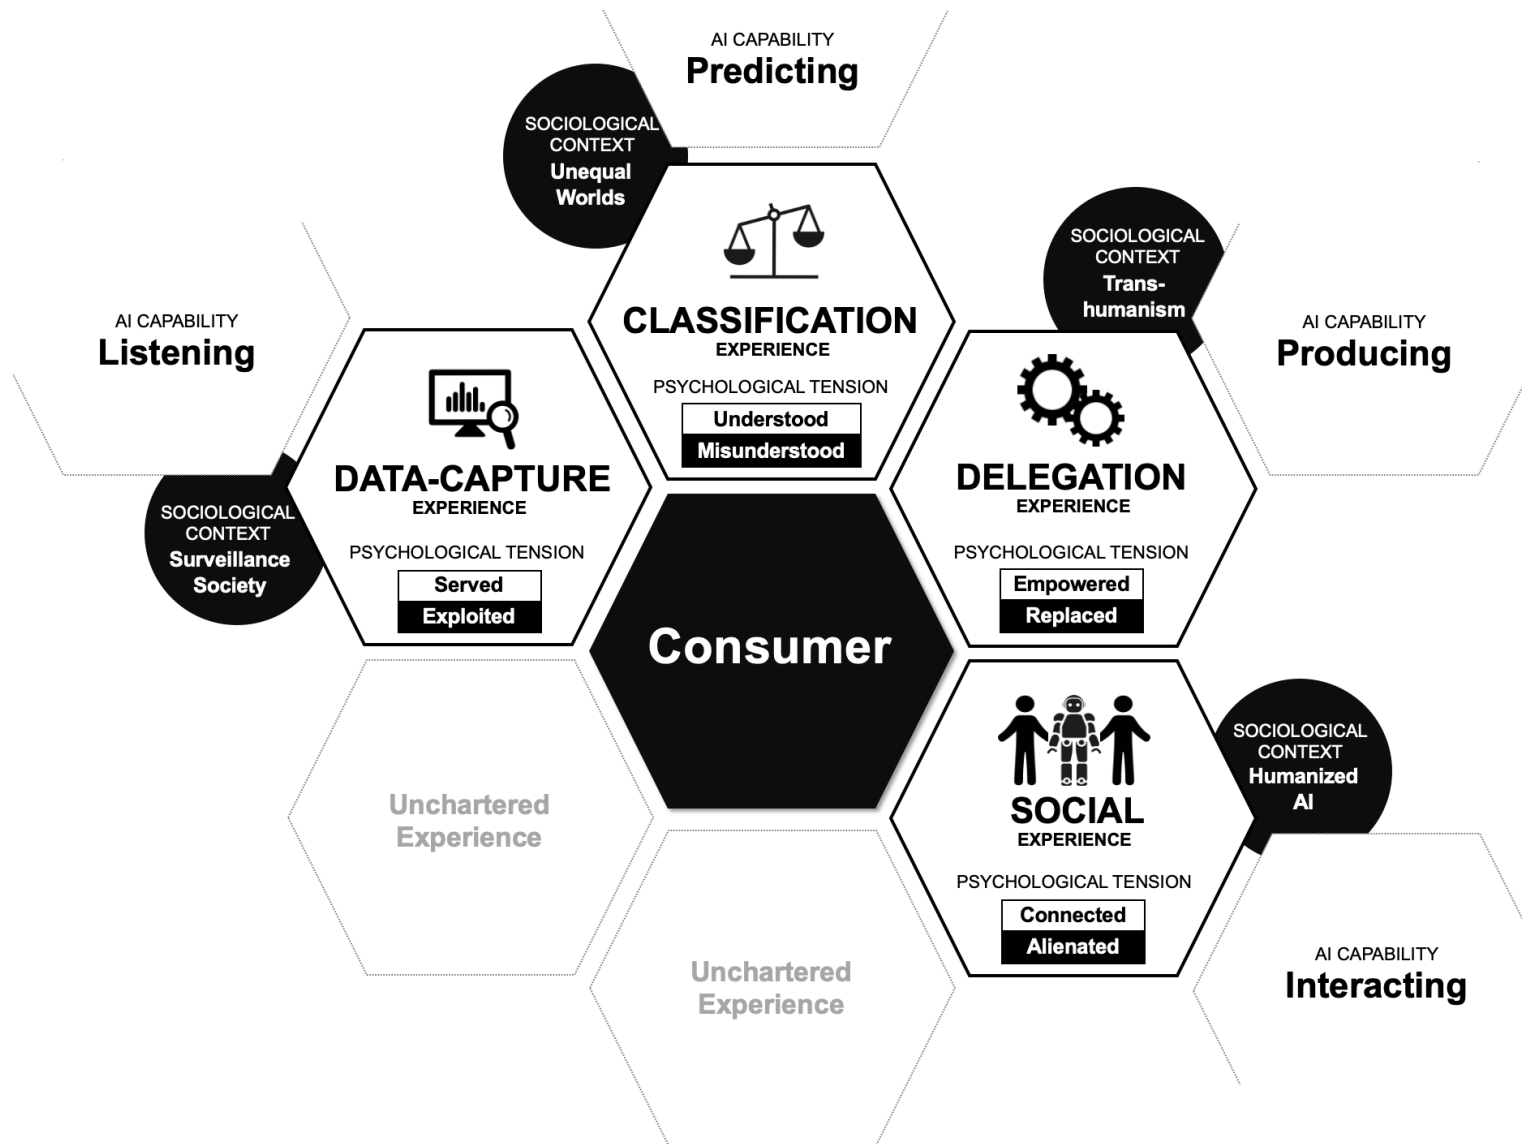 AI CAPABILITY
Predicting
SOCIOLOGICAL
CONTEXT
Unequal
Worlds
CLASSIFICATION
EXPERIENCE
PSYCHOLOGICAL TENSION
Understood
Misunderstood
AI CAPABILITY
Listening
SOCIOLOGICAL
CONTEXT
Surveillance
Society
DATA-CAPTURE
EXPERIENCE
PSYCHOLOGICAL TENSION
Served
Exploited
SOCIOLOGICAL
CONTEXT
Trans-
humanism
AI CAPABILITY
Producing
DELEGATION
EXPERIENCE
PSYCHOLOGICAL TENSION
Empowered
Replaced
Consumer
SOCIOLOGICAL
CONTEXT
Humanized
AI
SOCIAL
EXPERIENCE
PSYCHOLOGICAL TENSION
Connected
Alienated
AI CAPABILITY
Interacting
Unchartered
Experience
Unchartered
Experience